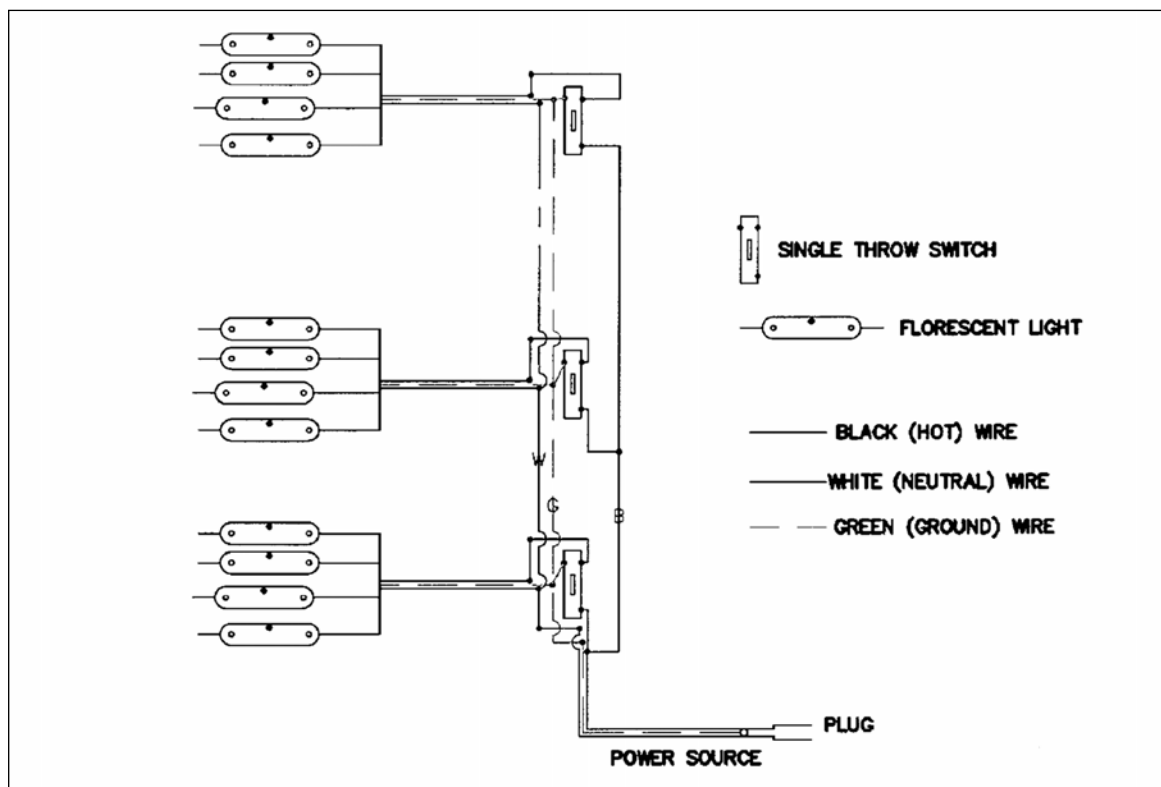 SINGLE THROW SWITCH
FLORESCENT LIGHT
BLACK (HOT) WIRE
W
WHITE (NEUTRAL) WIRE
G
B
GREEN (GROUND) WIRE
PLUG
POWER SOURCE